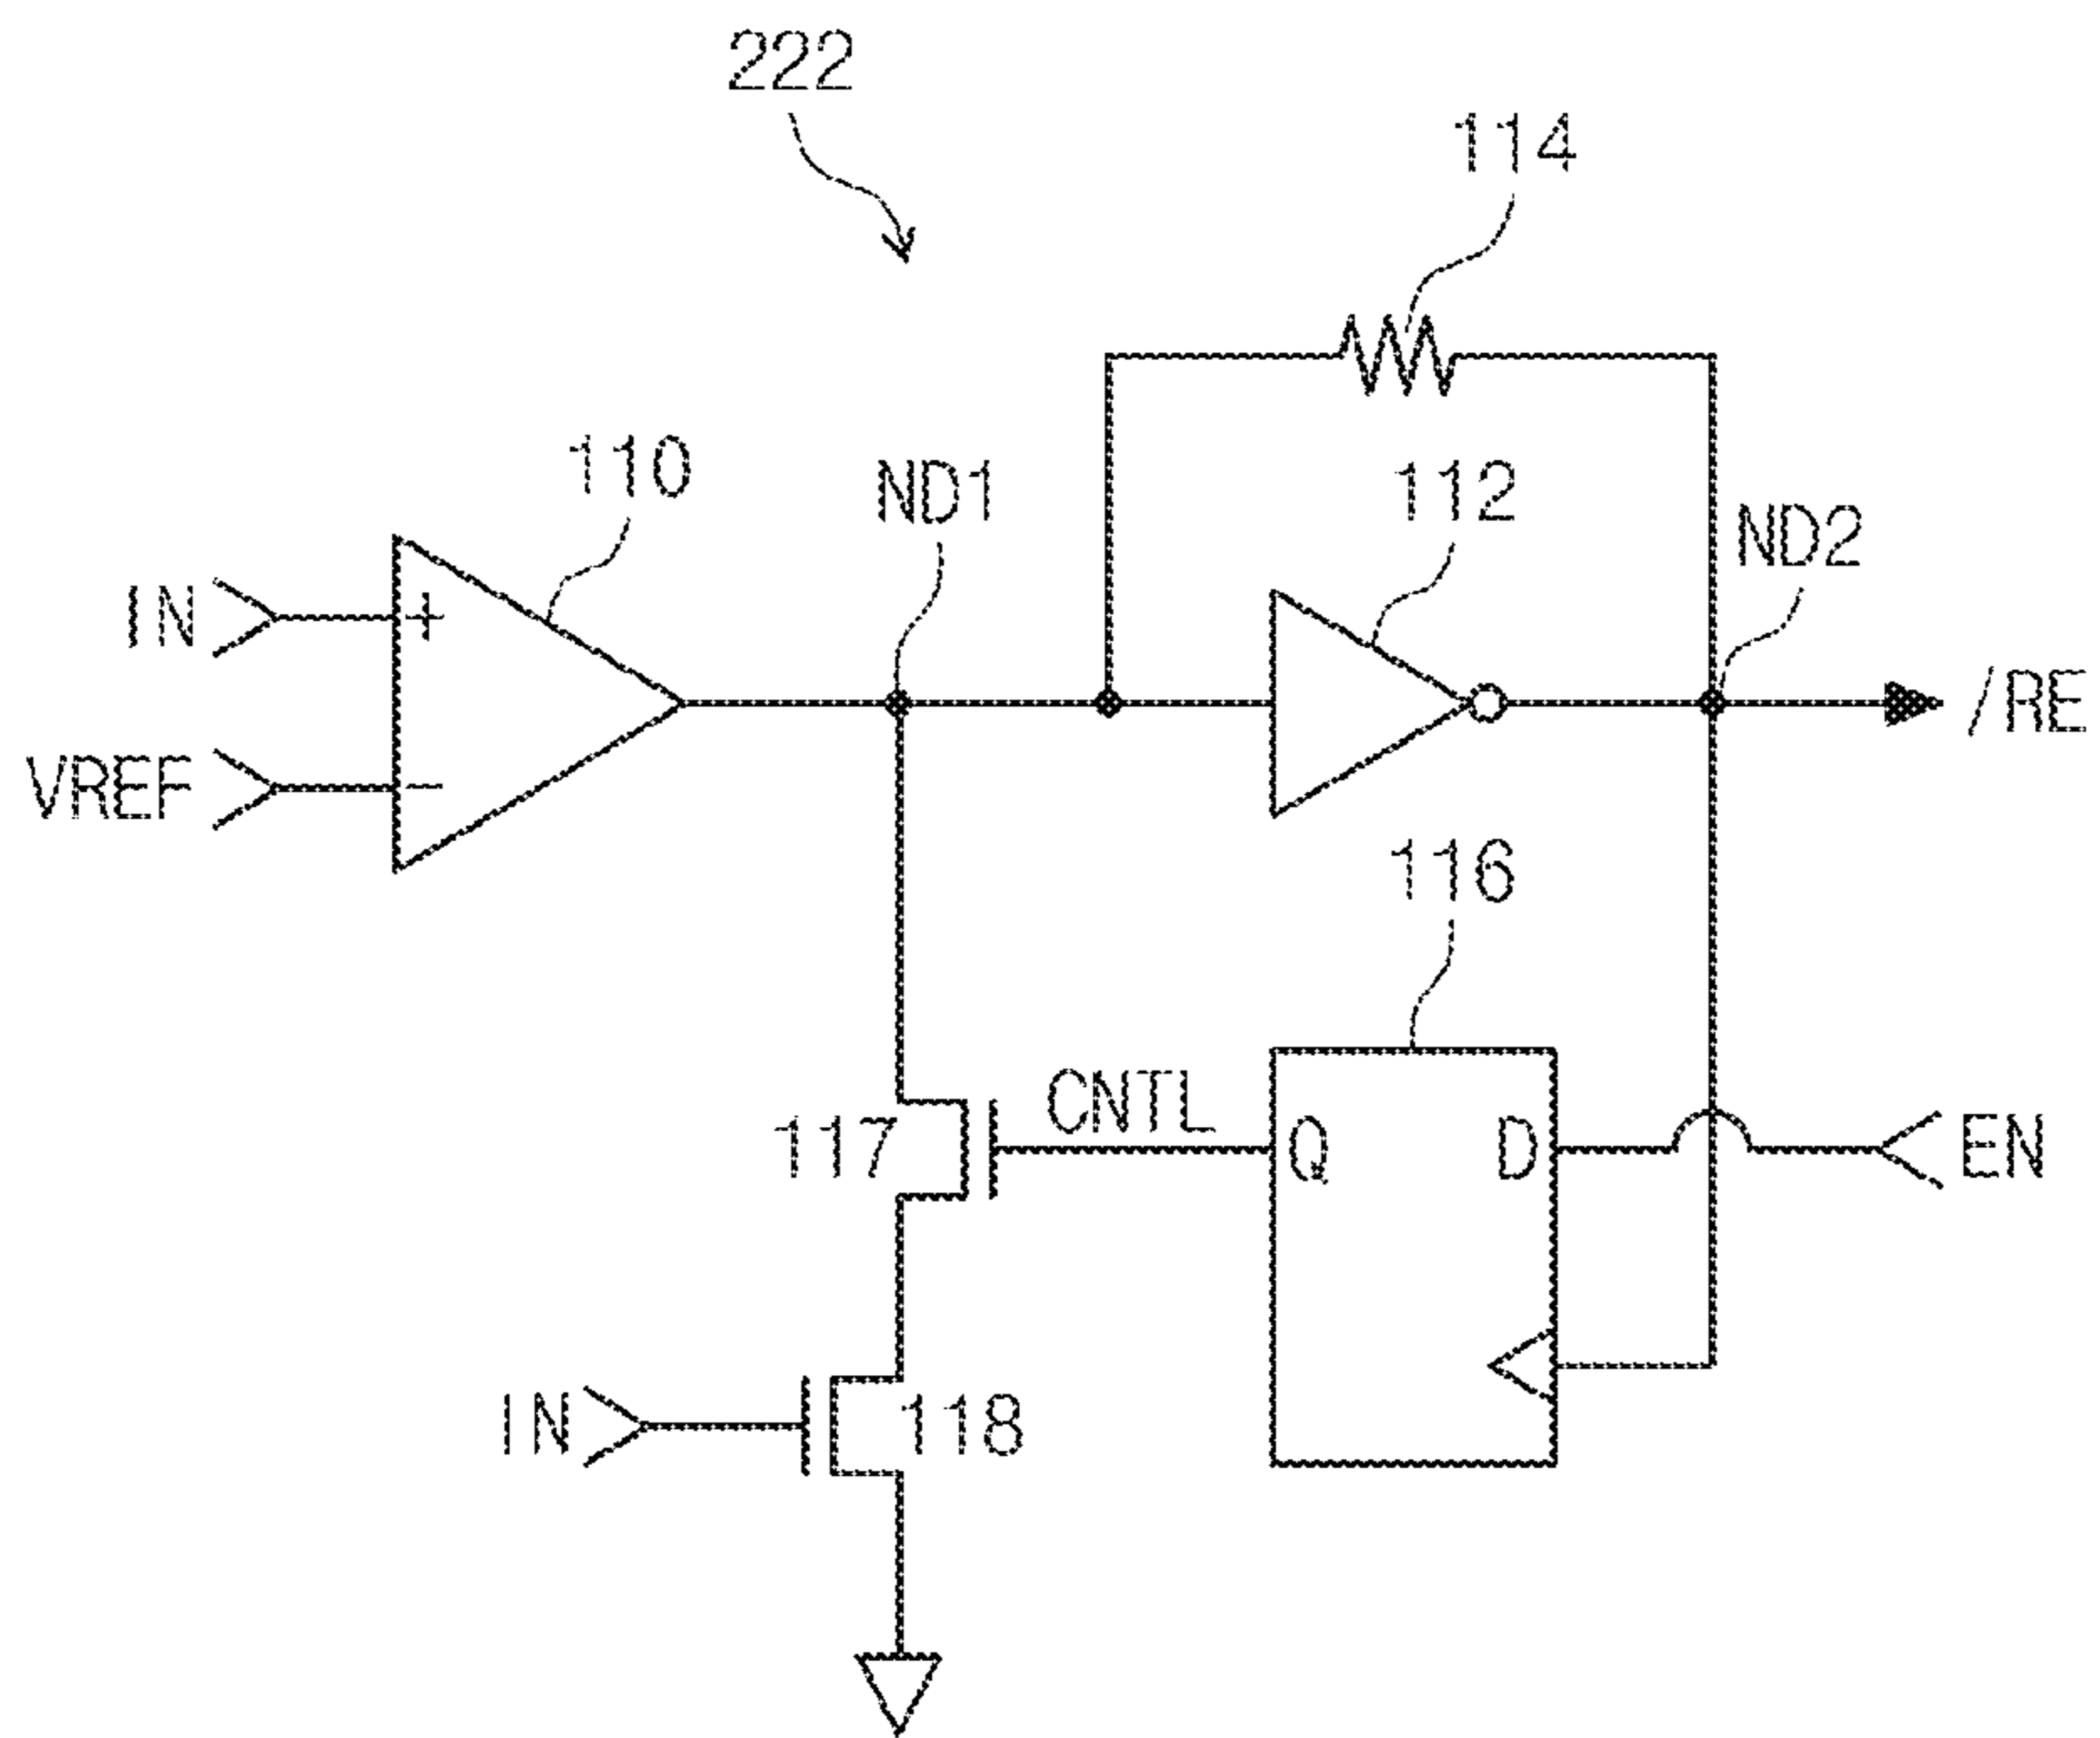 222
114
110
ND1
112
ND2
IN
+
/RE
VREF
−
116
CNTL
117
Q
D
EN
IN
118